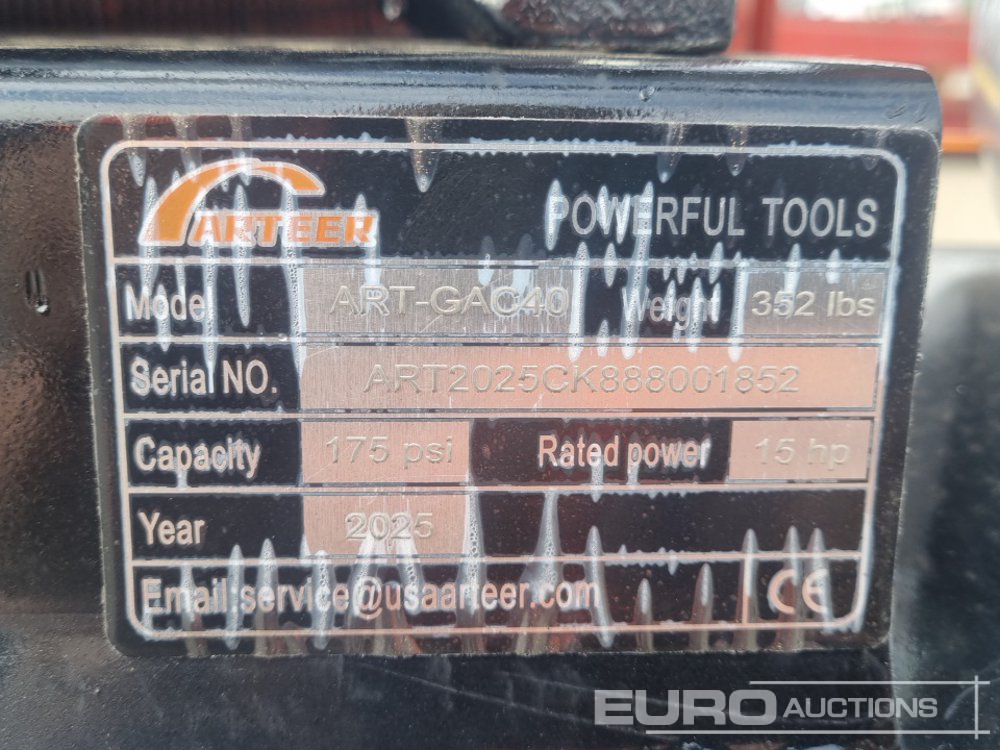 ARTEER
POWERFUL TOOLS
Model ART-GAC40 Weight 352 lbs
Serial NO. ART2025CK888001852
Capacity 175 psi Rated power 15 hp
Year 2025
Email:service@usaarteer.com CE
EURO AUCTIONS